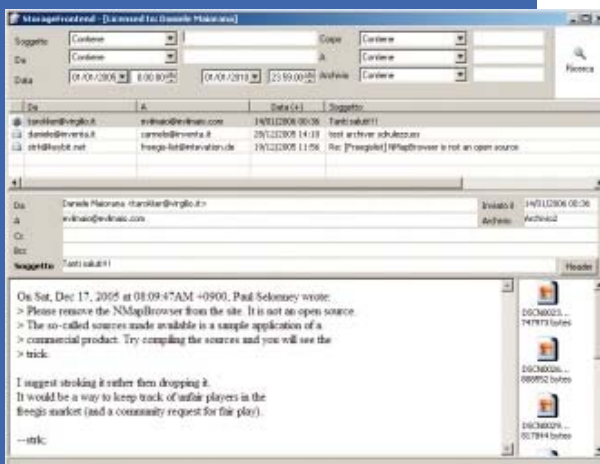 StorageFrontend - [Licensed to: Daniele Maiorana]
Soggetto Contiene Corpo Contiene
Da Contiene A Contiene
Data 01/01/2005 0.00.00 01/01/2010 23.59.00 Archivio Contiene
Ricerca
Da A Data (+) Soggetto
tarokker@virgilio.it evilmaio@evilmaio.com 14/01/2006 00:36 Tanti saluti!!!
daniele@inventa.it carmelo@inventa.it 28/12/2005 14:10 test archiver
strk@keybit.net freegis-list@intevation.de 19/12/2005 11:56 Re: [Freegislist] NMapBrowser is not an open source
Da Daniele Maiorana <tarokker@virgilio.it> Inviato il 14/01/2006 00:36
A evilmaio@evilmaio.com Archivio Archivio2
Cc
Bcc
Soggetto Tanti saluti!!! Header
On Sat, Dec 17, 2005 at 08:09:47AM +0900, Paul Selormey wrote:
> Please remove the NMapBrowser from the site. It is not an open source.
> The so-called sources made available is a sample application of a
> commercial product. Try compiling the sources and you will see the
> trick.
I suggest stroking it rather then dropping it.
It would be a way to keep track of unfair players in the
freegis market (and a community request for fair play).
--strk;
DSCN0023...
747973 bytes
DSCN0026...
886952 bytes
DSCN0029...
817844 bytes